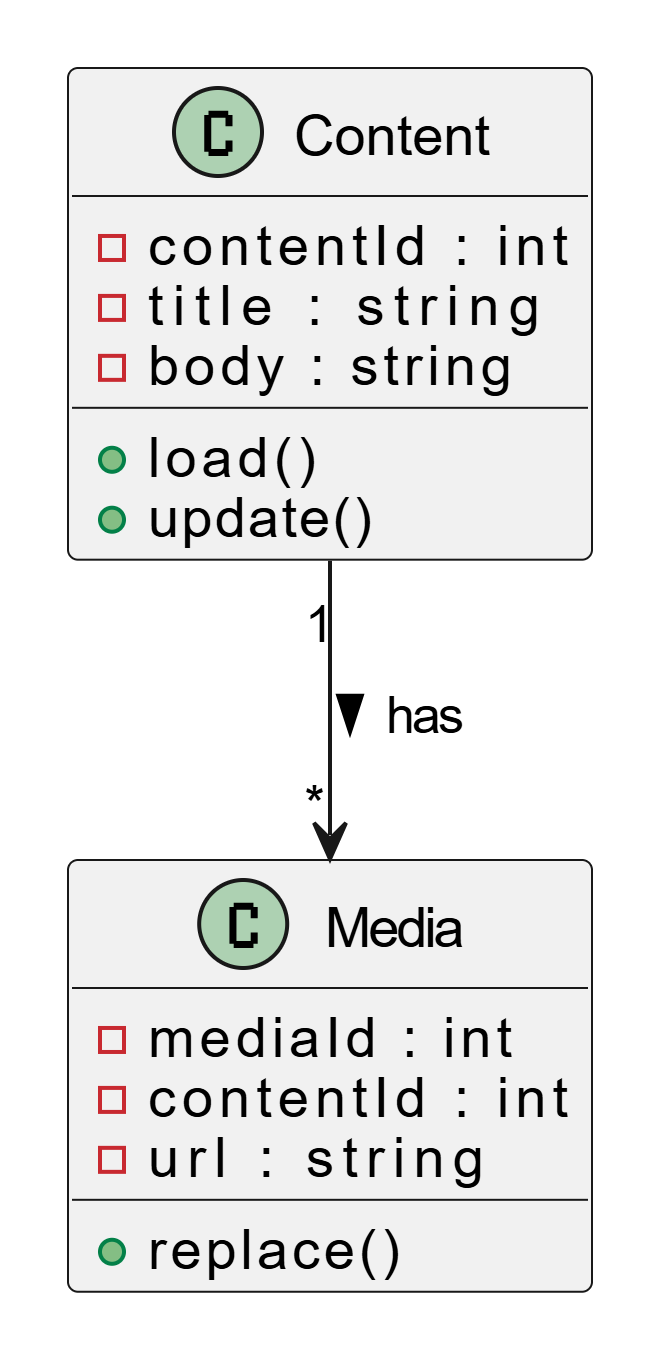 C Content
contentId : int
title : string
body : string
load()
update()
1
has
*
C Media
mediaId : int
contentId : int
url : string
replace()